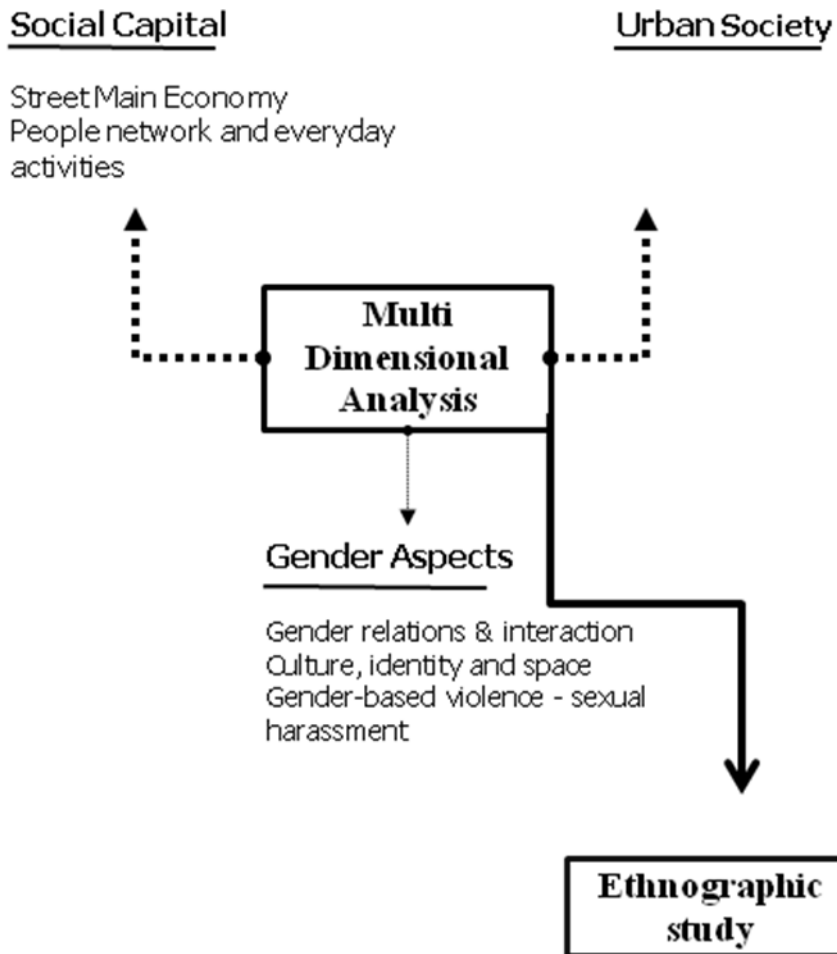 Social Capital
Urban Society
Street Main Economy
People network and everyday
activities
Multi
Dimensional
Analysis
Gender Aspects
Gender relations & interaction
Culture, identity and space
Gender-based violence - sexual
harassment
Ethnographic
study